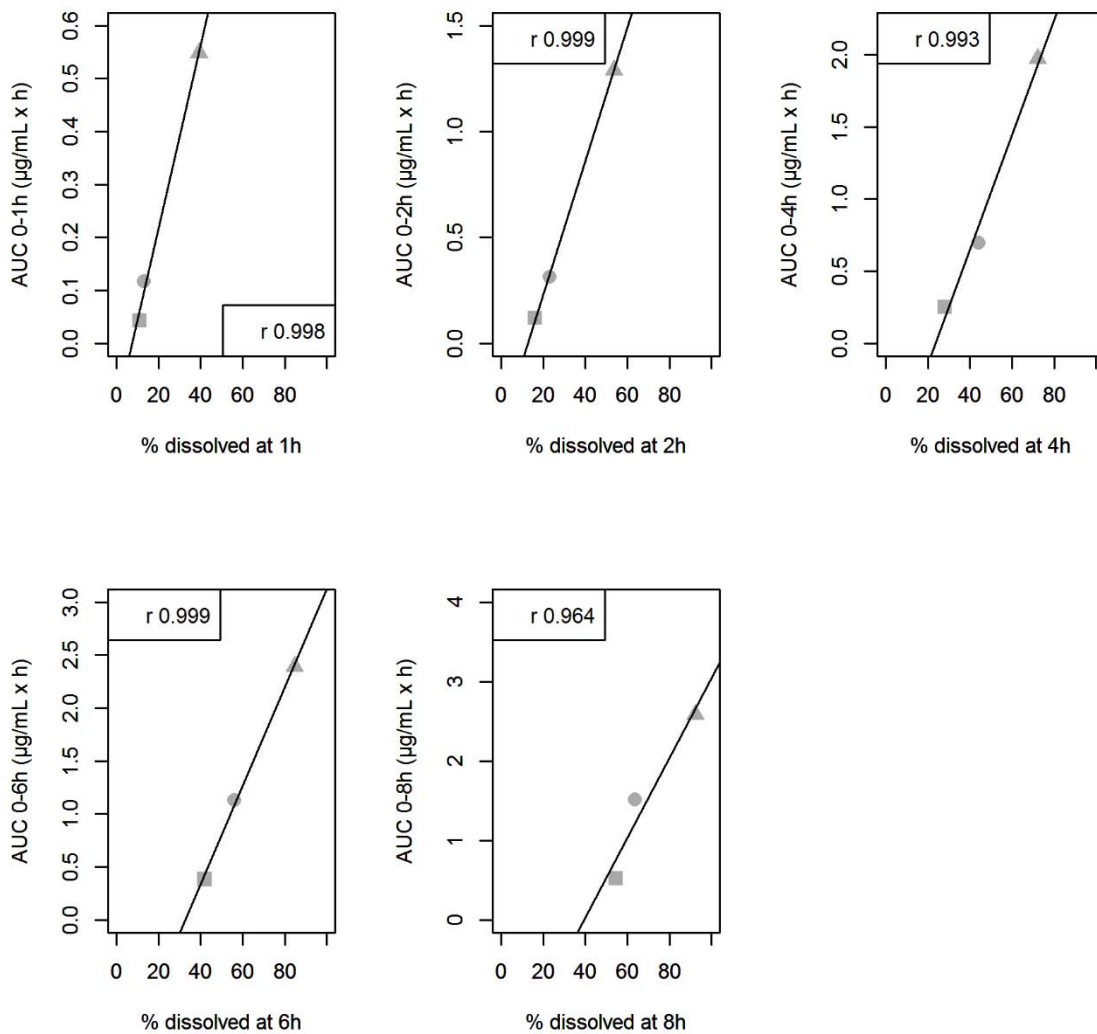 AUC 0-1h (µg/mL x h)
0.0 0.1 0.2 0.3 0.4 0.5 0.6
r 0.998
0 20 40 60 80
% dissolved at 1h
AUC 0-2h (µg/mL x h)
0.0 0.5 1.0 1.5
r 0.999
0 20 40 60 80
% dissolved at 2h
AUC 0-4h (µg/mL x h)
0.0 0.5 1.0 1.5 2.0
r 0.993
0 20 40 60 80
% dissolved at 4h
AUC 0-6h (µg/mL x h)
0.0 0.5 1.0 1.5 2.0 2.5 3.0
r 0.999
0 20 40 60 80
% dissolved at 6h
AUC 0-8h (µg/mL x h)
0 1 2 3 4
r 0.964
0 20 40 60 80
% dissolved at 8h